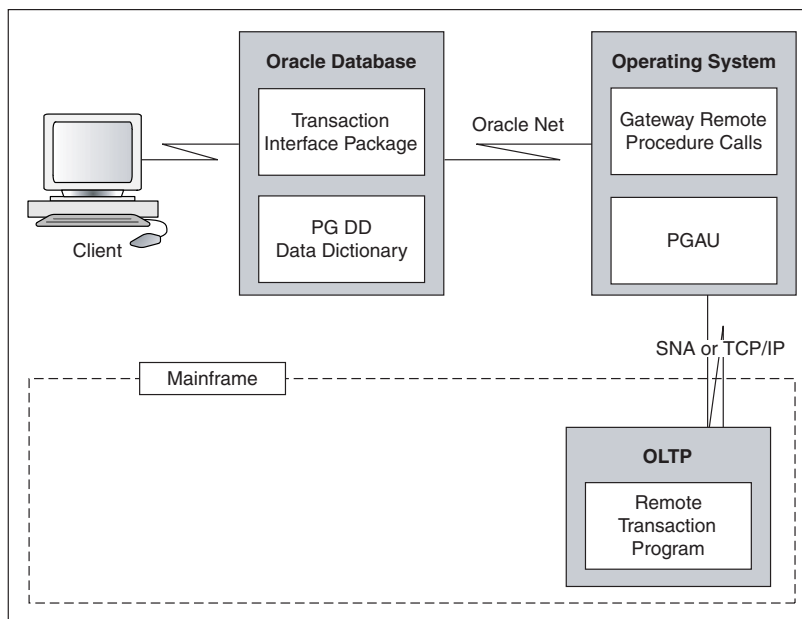 Oracle Database
Operating System
Transaction
Interface Package
Oracle Net
Gateway Remote
Procedure Calls
PG DD
Data Dictionary
PGAU
Client
SNA or TCP/IP
Mainframe
OLTP
Remote
Transaction
Program